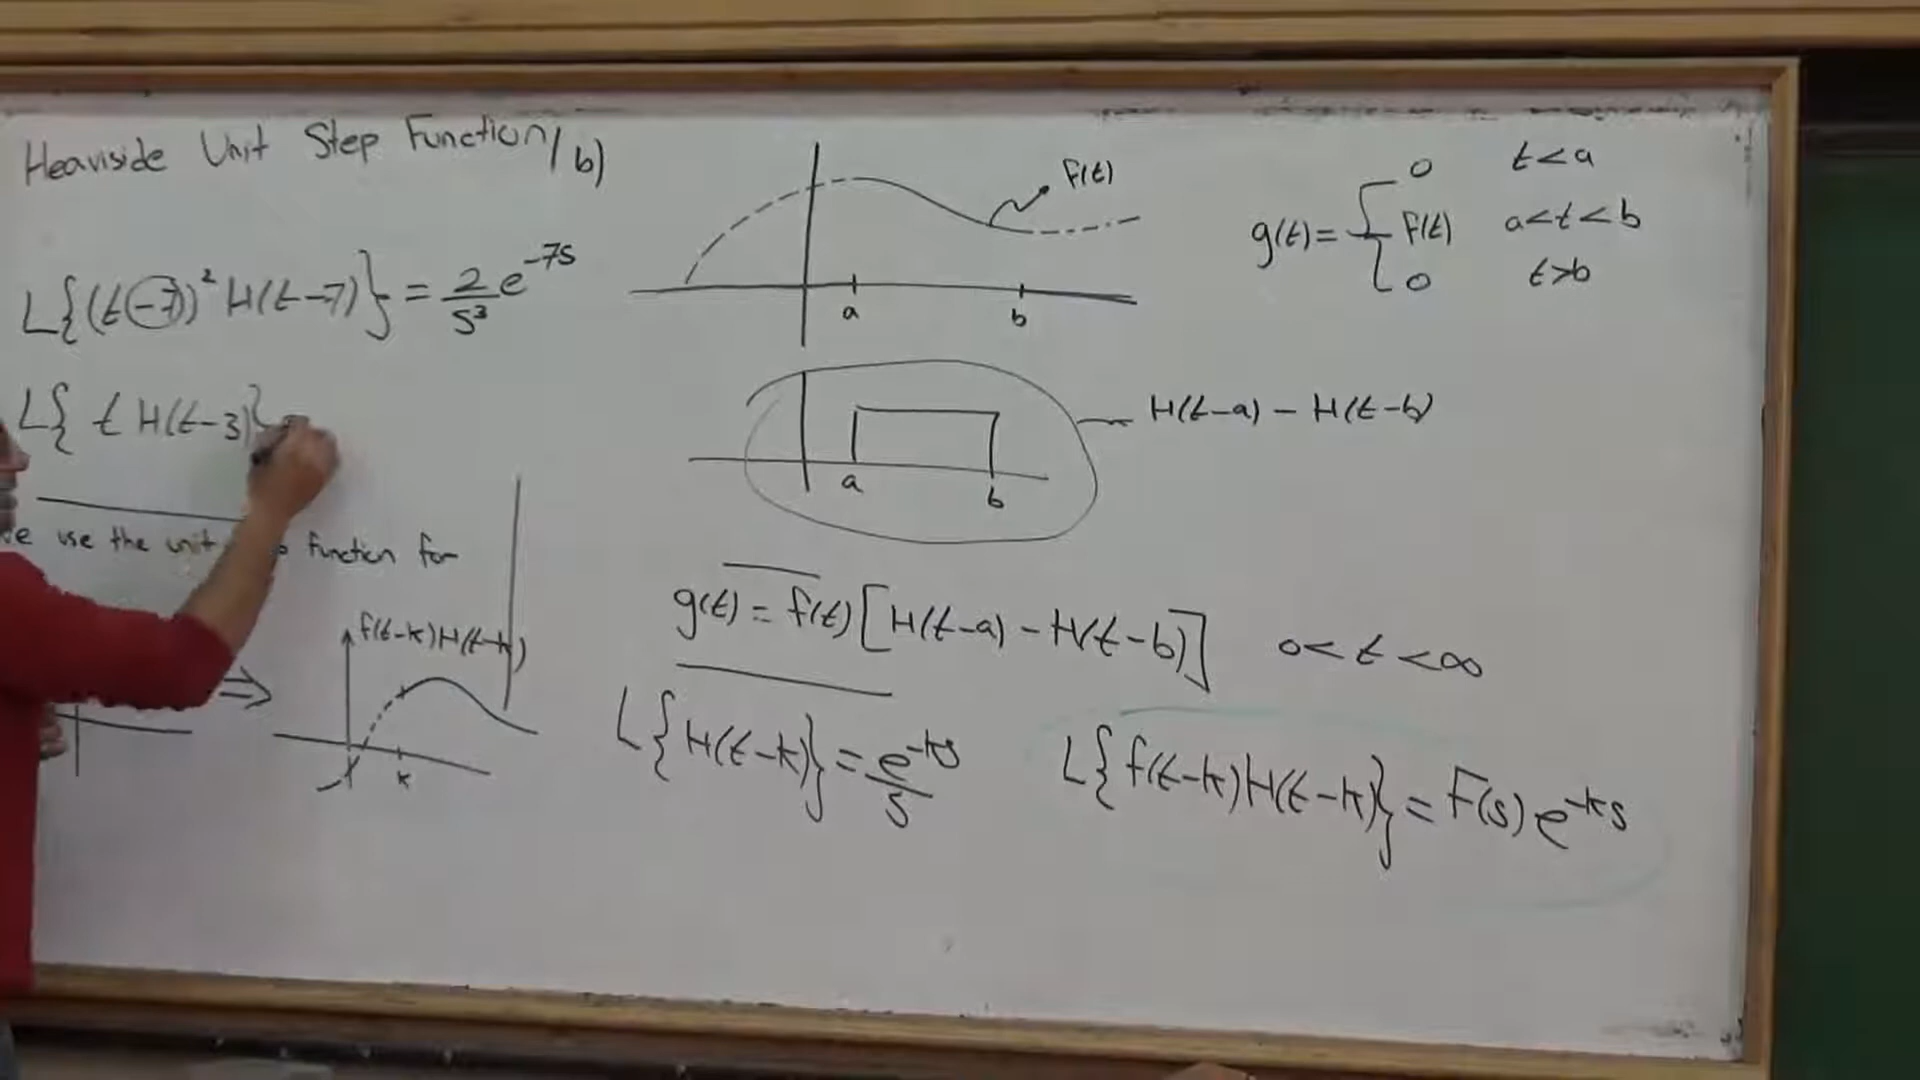 Heaviside Unit Step Function / b)
L{(t-7)² H(t-7)} = 2/s³ e^-7s
L{ t H(t-3)} =
use the unit function for
f(t-k)H(t-k)
k
f(t)
a b
g(t) = { 0 t<a
f(t) a<t<b
0 t>b
H(t-a) - H(t-b)
a b
g(t) = f(t)[H(t-a) - H(t-b)] 0<t<∞
L{H(t-k)} = e^-ks/s
L{f(t-k)H(t-k)} = F(s) e^-ks